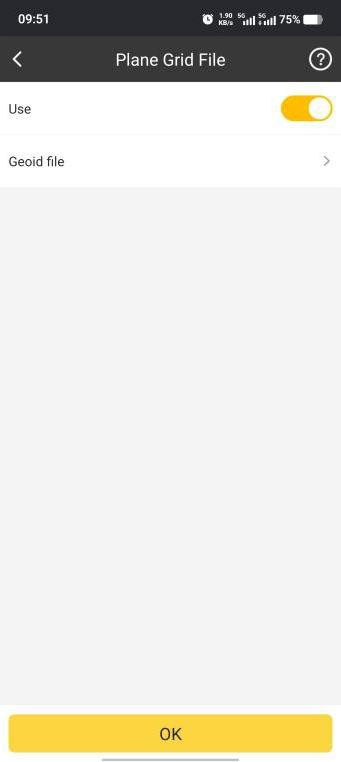 09:51
1.90 KB/s 5G 5G 75%
Plane Grid File
Use
Geoid file
OK